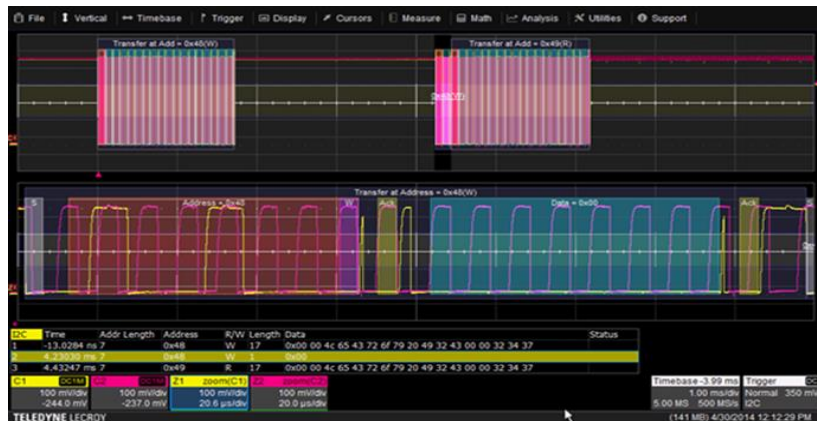 File Vertical Timebase Trigger Display Cursors Measure Math Analysis Utilities Support
Transfer at Add = 0x48(W) Transfer at Add = 0x49(R)
Transfer at Address = 0x48(W)
S Address = 0x48 W Ack Data = 0x00 Ack S
I2C Time Addr Length Address R/W Length Data Status
1 -13.0284 ns 7 0x48 W 17 0x00 00 4c 65 43 72 6f 79 20 49 32 43 00 00 32 34 37
2 4.23030 ms 7 0x48 W 1 0x00
3 4.43247 ms 7 0x49 R 17 0x00 00 4c 65 43 72 6f 79 20 49 32 43 00 00 32 34 37
C1 DC1M C2 DC1M Z1 zoom(C1) Z2 zoom(C2) Timebase -3.99 ms Trigger
100 mV/div 100 mV/div 100 mV/div 100 mV/div 1.00 ms/div Normal 350 mV
-244.0 mV -237.0 mV 20.6 µs/div 20.0 µs/div 5.00 MS 500 MS/s I2C
TELEDYNE LECROY (141 MB) 4/30/2014 12:12:29 PM